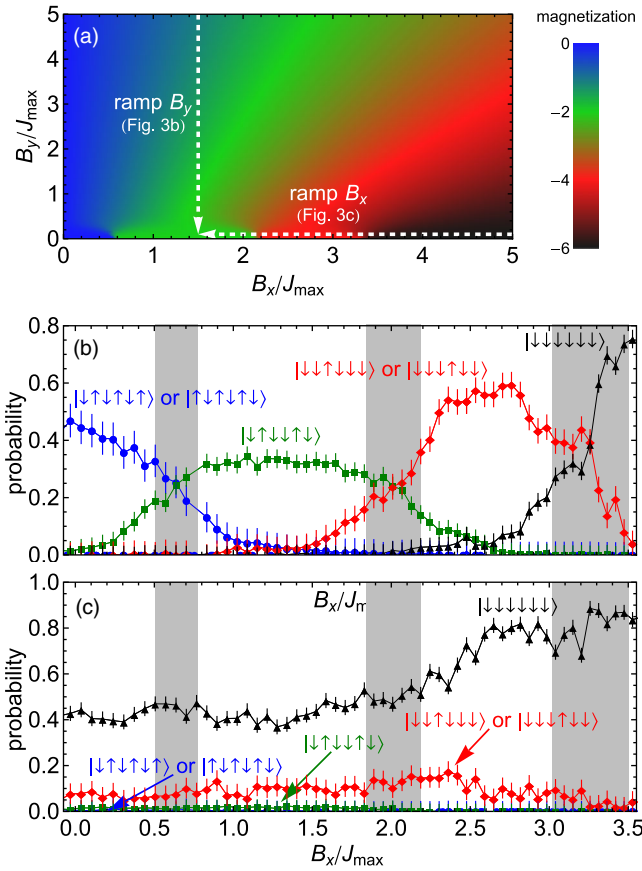 magnetization
(a)
5
4
3
2
1
0
B_y/J_max
ramp B_y
(Fig. 3b)
ramp B_x
(Fig. 3c)
0
−2
−4
−6
0 1 2 3 4 5
B_x/J_max
(b)
0.8
0.6
0.4
0.2
0.0
probability
|↓↓↓↓↓↓⟩
|↓↓↑↓↓↓⟩ or |↓↓↓↑↓↓⟩
|↓↑↓↑↓↑⟩ or |↑↓↑↓↑↓⟩
|↓↑↓↓↑↓⟩
(c)
B_x/J_m
1.0
0.8
0.6
0.4
0.2
0.0
probability
|↓↓↓↓↓↓⟩
|↓↓↑↓↓↓⟩ or |↓↓↓↑↓↓⟩
|↓↑↓↓↑↓⟩
|↓↑↓↑↓↑⟩ or |↑↓↑↓↑↓⟩
0.0 0.5 1.0 1.5 2.0 2.5 3.0 3.5
B_x/J_max